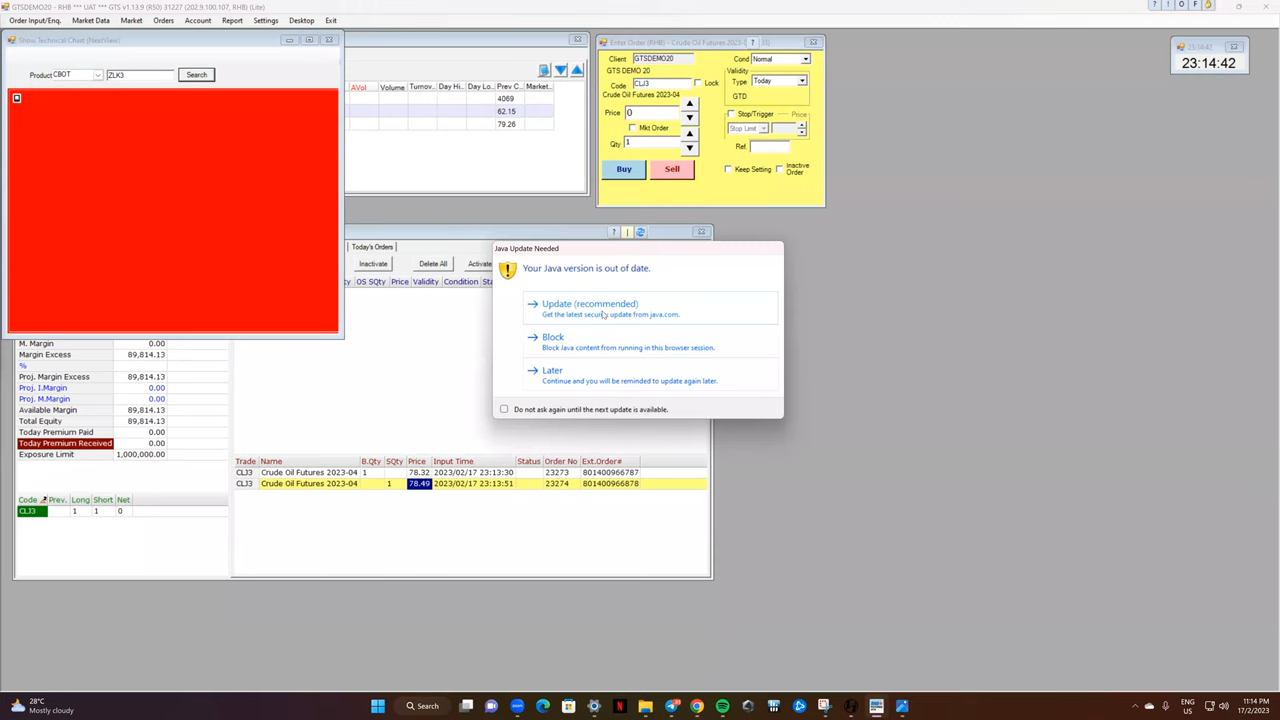 GTSDEMO20 - RHB *** UAT *** GTS v1.13.9 (R50) 31227 (202.9.100.107, RHB) (Lite)
Order Input/Enq. Market Data Market Orders Account Report Settings Desktop Exit
Show Technical Chart (NextView)
Product CBOT ZLK3 Search
AVol Volume Turnov... Day Hi... Day Lo... Prev C... Market...
4069
62.15
79.26
Enter Order (RHB) - Crude Oil Futures 2023-0
Client GTSDEMO20 Cond Normal
GTS DEMO 20 Validity
Code CLJ3 Lock Type Today
Crude Oil Futures 2023-04 GTD
Price 0 Stop/Trigger Price
Mkt Order Stop Limit
Qty 1 Ref.
Buy Sell Keep Setting Inactive Order
23:14:42
23:14:42
Today's Orders
Inactivate Delete All Activate
OS SQty Price Validity Condition Sta
Java Update Needed
Your Java version is out of date.
Update (recommended)
Get the latest security update from java.com.
Block
Block Java content from running in this browser session.
Later
Continue and you will be reminded to update again later.
Do not ask again until the next update is available.
M. Margin 0.00
Margin Excess 89,814.13
%
Proj. Margin Excess 89,814.13
Proj. I.Margin 0.00
Proj. M.Margin 0.00
Available Margin 89,814.13
Total Equity 89,814.13
Today Premium Paid 0.00
Today Premium Received 0.00
Exposure Limit 1,000,000.00
Trade Name B.Qty SQty Price Input Time Status Order No Ext.Order#
CLJ3 Crude Oil Futures 2023-04 1 78.32 2023/02/17 23:13:30 23273 801400966787
CLJ3 Crude Oil Futures 2023-04 1 78.49 2023/02/17 23:13:51 23274 801400966878
Code Prev. Long Short Net
CLJ3 1 1 0
28°C
Mostly cloudy
Search
ENG
US
11:14 PM
17/2/2023